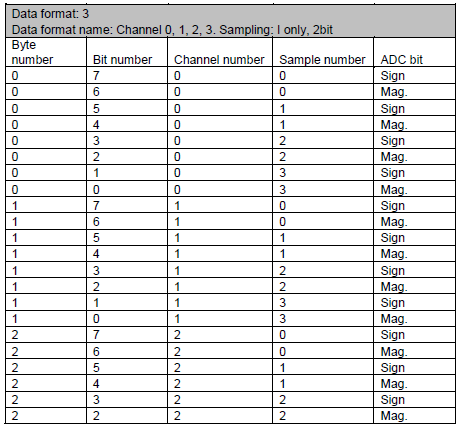 Data format: 3
Data format name: Channel 0, 1, 2, 3. Sampling: I only, 2bit
Byte number Bit number Channel number Sample number ADC bit
0 7 0 0 Sign
0 6 0 0 Mag.
0 5 0 1 Sign
0 4 0 1 Mag.
0 3 0 2 Sign
0 2 0 2 Mag.
0 1 0 3 Sign
0 0 0 3 Mag.
1 7 1 0 Sign
1 6 1 0 Mag.
1 5 1 1 Sign
1 4 1 1 Mag.
1 3 1 2 Sign
1 2 1 2 Mag.
1 1 1 3 Sign
1 0 1 3 Mag.
2 7 2 0 Sign
2 6 2 0 Mag.
2 5 2 1 Sign
2 4 2 1 Mag.
2 3 2 2 Sign
2 2 2 2 Mag.